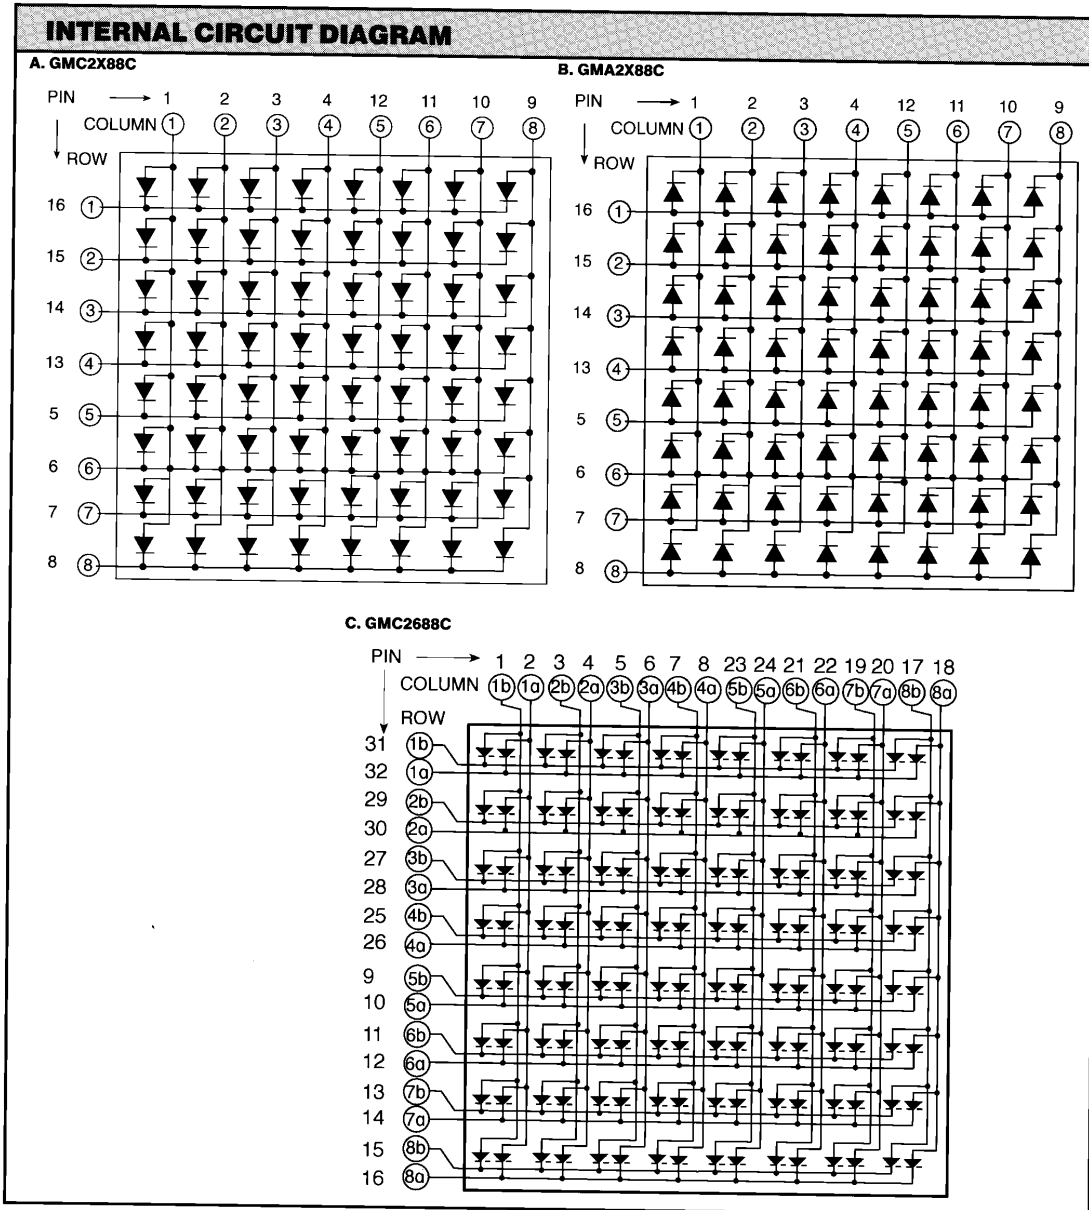 INTERNAL CIRCUIT DIAGRAM
A. GMC2X88C
PIN 1 2 3 4 12 11 10 9
COLUMN 1 2 3 4 5 6 7 8
ROW
16 1
15 2
14 3
13 4
5 5
6 6
7 7
8 8
B. GMA2X88C
PIN 1 2 3 4 12 11 10 9
COLUMN 1 2 3 4 5 6 7 8
ROW
16 1
15 2
14 3
13 4
5 5
6 6
7 7
8 8
C. GMC2688C
PIN 1 2 3 4 5 6 7 8 23 24 21 22 19 20 17 18
COLUMN 1b 1a 2b 2a 3b 3a 4b 4a 5b 5a 6b 6a 7b 7a 8b 8a
ROW
31 1b
32 1a
29 2b
30 2a
27 3b
28 3a
25 4b
26 4a
9 5b
10 5a
11 6b
12 6a
13 7b
14 7a
15 8b
16 8a